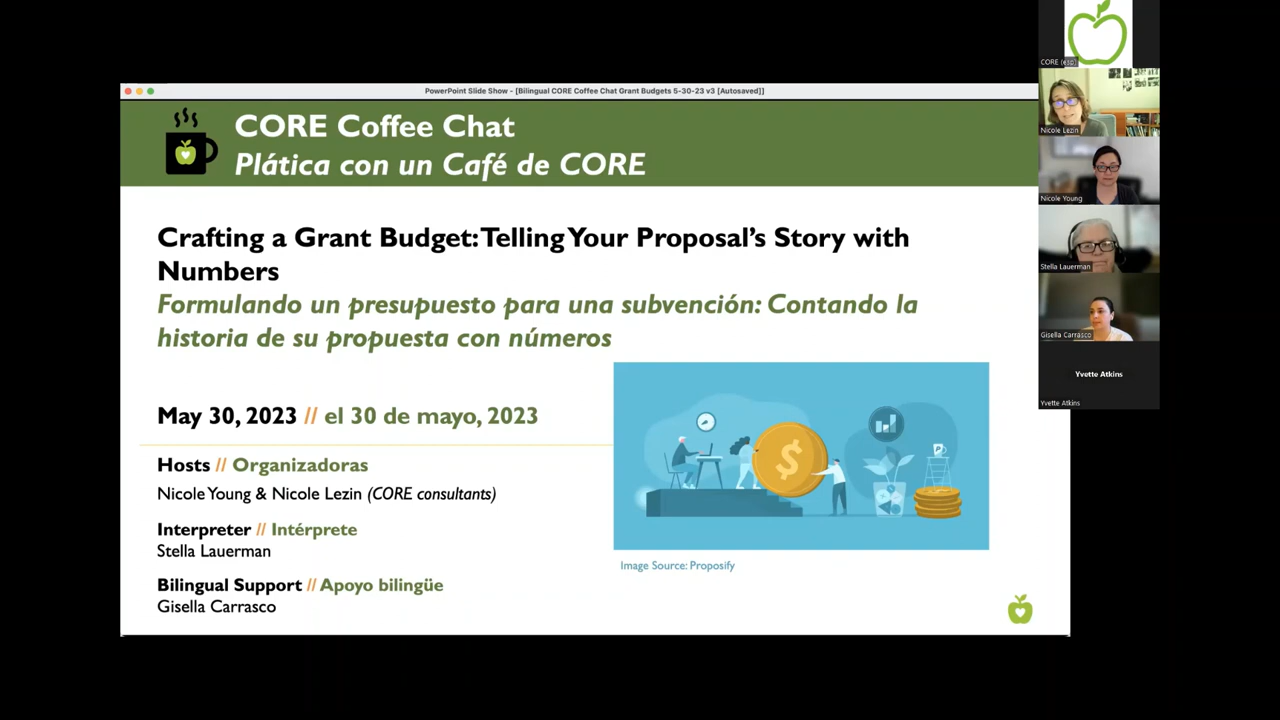 PowerPoint Slide Show - [Bilingual CORE Coffee Chat Grant Budgets 5-30-23 v3 [Autosaved]]
CORE Coffee Chat
Plática con un Café de CORE
Crafting a Grant Budget: Telling Your Proposal's Story with
Numbers
Formulando un presupuesto para una subvención: Contando la
historia de su propuesta con números
May 30, 2023 // el 30 de mayo, 2023
Hosts // Organizadoras
Nicole Young & Nicole Lezin (CORE consultants)
Interpreter // Intérprete
Stella Lauerman
Bilingual Support // Apoyo bilingüe
Gisella Carrasco
$
Image Source: Proposify
CORE (esp)
Nicole Lezin
Nicole Young
Stella Lauerman
Gisella Carrasco
Yvette Atkins
Yvette Atkins